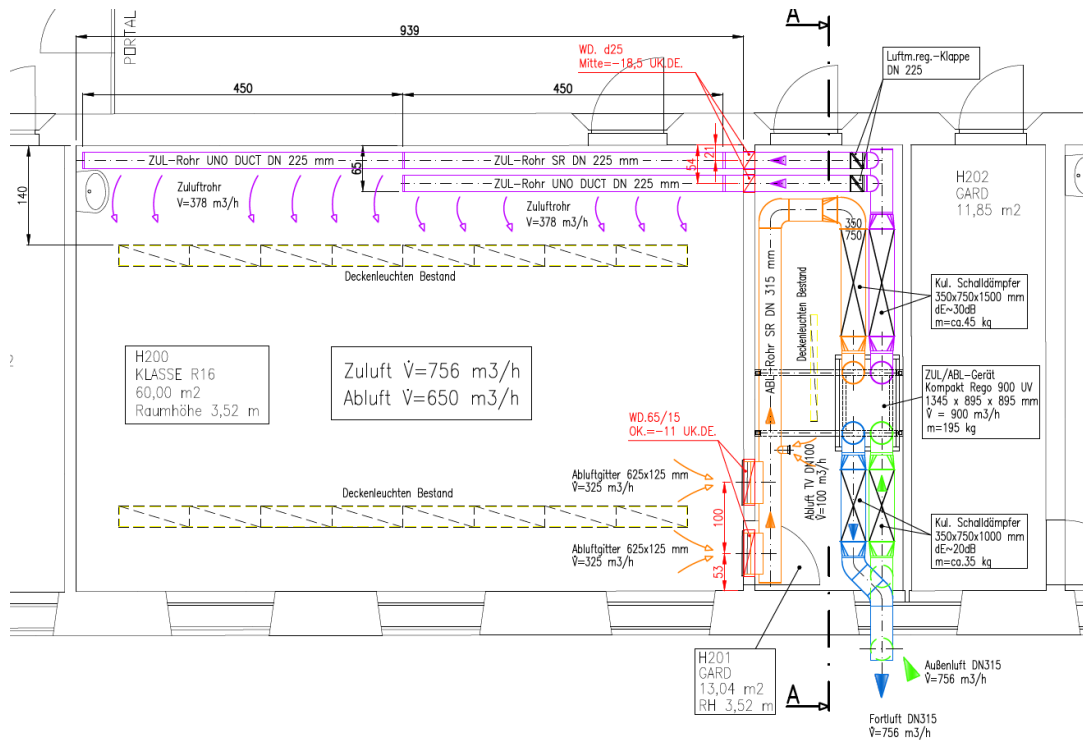 PORTAL
939
A
WD. d25
Mitte=-18,5 UK.DE.
Luftm.reg.-Klappe
DN 225
450
450
140
65
ZUL-Rohr UNO DUCT DN 225 mm
ZUL-Rohr SR DN 225 mm
21
54
ZUL-Rohr UNO DUCT DN 225 mm
Zuluftrohr
V=378 m3/h
Zuluftrohr
V̇=378 m3/h
H202
GARD
11,85 m2
350
750
Deckenleuchten Bestand
ABL-Rohr SR DN 315 mm
Deckenleuchten Bestand
Kul. Schalldämpfer
350x750x1500 mm
dE~30dB
m=ca.45 kg
H200
KLASSE R16
60,00 m2
Raumhöhe 3,52 m
Zuluft V̇=756 m3/h
Abluft V̇=650 m3/h
ZUL/ABL-Gerät
Kompakt Rego 900 UV
1345 x 895 x 895 mm
V̇ = 900 m3/h
m=195 kg
WD.65/15
OK.=-11 UK.DE.
Abluftgitter 625x125 mm
V̇=325 m3/h
Abluft TV DN100
V̇=100 m3/h
Deckenleuchten Bestand
100
Kul. Schalldämpfer
350x750x1000 mm
dE~20dB
m=ca.35 kg
Abluftgitter 625x125 mm
V̇=325 m3/h
53
H201
GARD
13,04 m2
RH 3,52 m
A
Außenluft DN315
V̇=756 m3/h
Fortluft DN315
V̇=756 m3/h